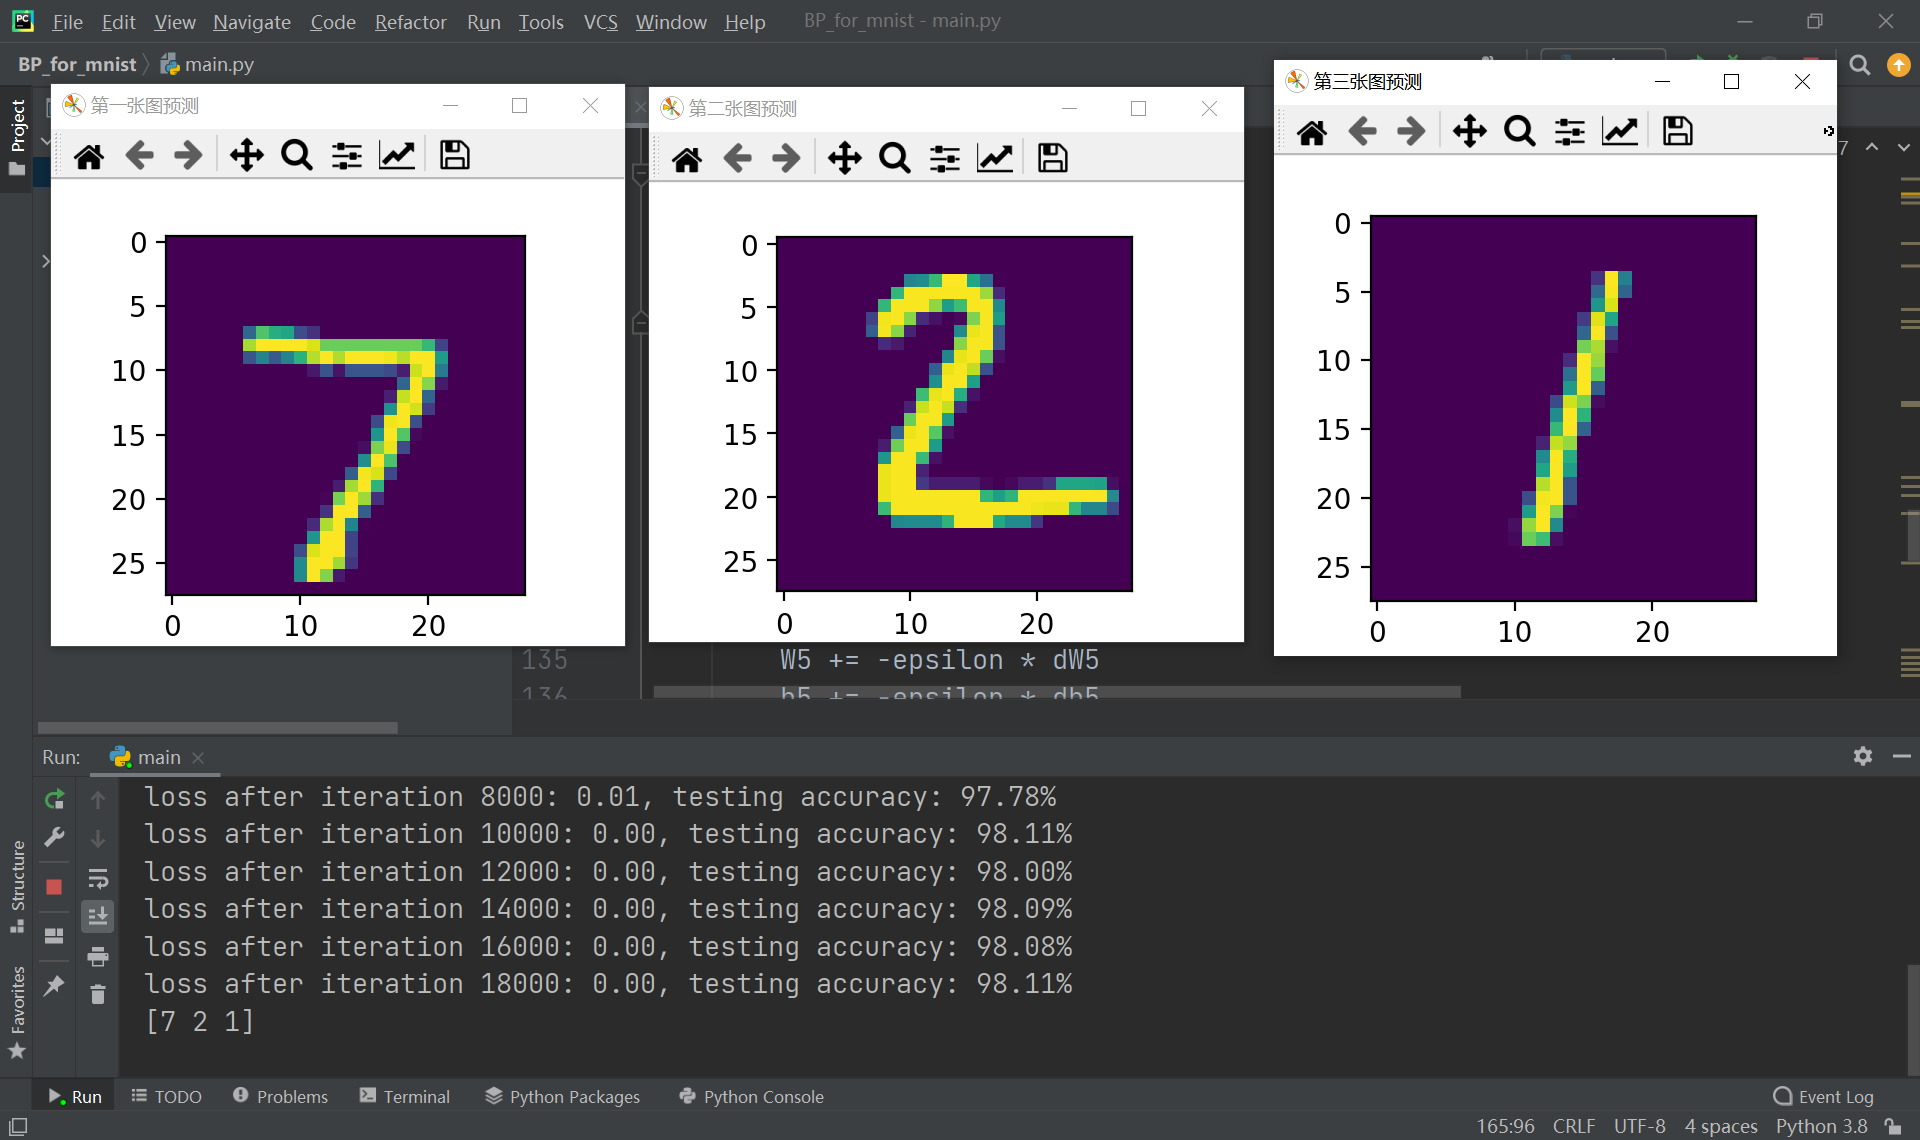 File Edit View Navigate Code Refactor Run Tools VCS Window Help BP_for_mnist - main.py
BP_for_mnist main.py
第一张图预测
第二张图预测
第三张图预测
7
0
5
10
15
20
25
0 10 20
0
5
10
15
20
25
0 10 20
0
5
10
15
20
25
0 10 20
135 W5 += -epsilon * dW5
136 b5 += -epsilon * db5
Run: main
loss after iteration 8000: 0.01, testing accuracy: 97.78%
loss after iteration 10000: 0.00, testing accuracy: 98.11%
loss after iteration 12000: 0.00, testing accuracy: 98.00%
loss after iteration 14000: 0.00, testing accuracy: 98.09%
loss after iteration 16000: 0.00, testing accuracy: 98.08%
loss after iteration 18000: 0.00, testing accuracy: 98.11%
[7 2 1]
Project
Structure
Favorites
Run TODO Problems Terminal Python Packages Python Console Event Log
165:96 CRLF UTF-8 4 spaces Python 3.8